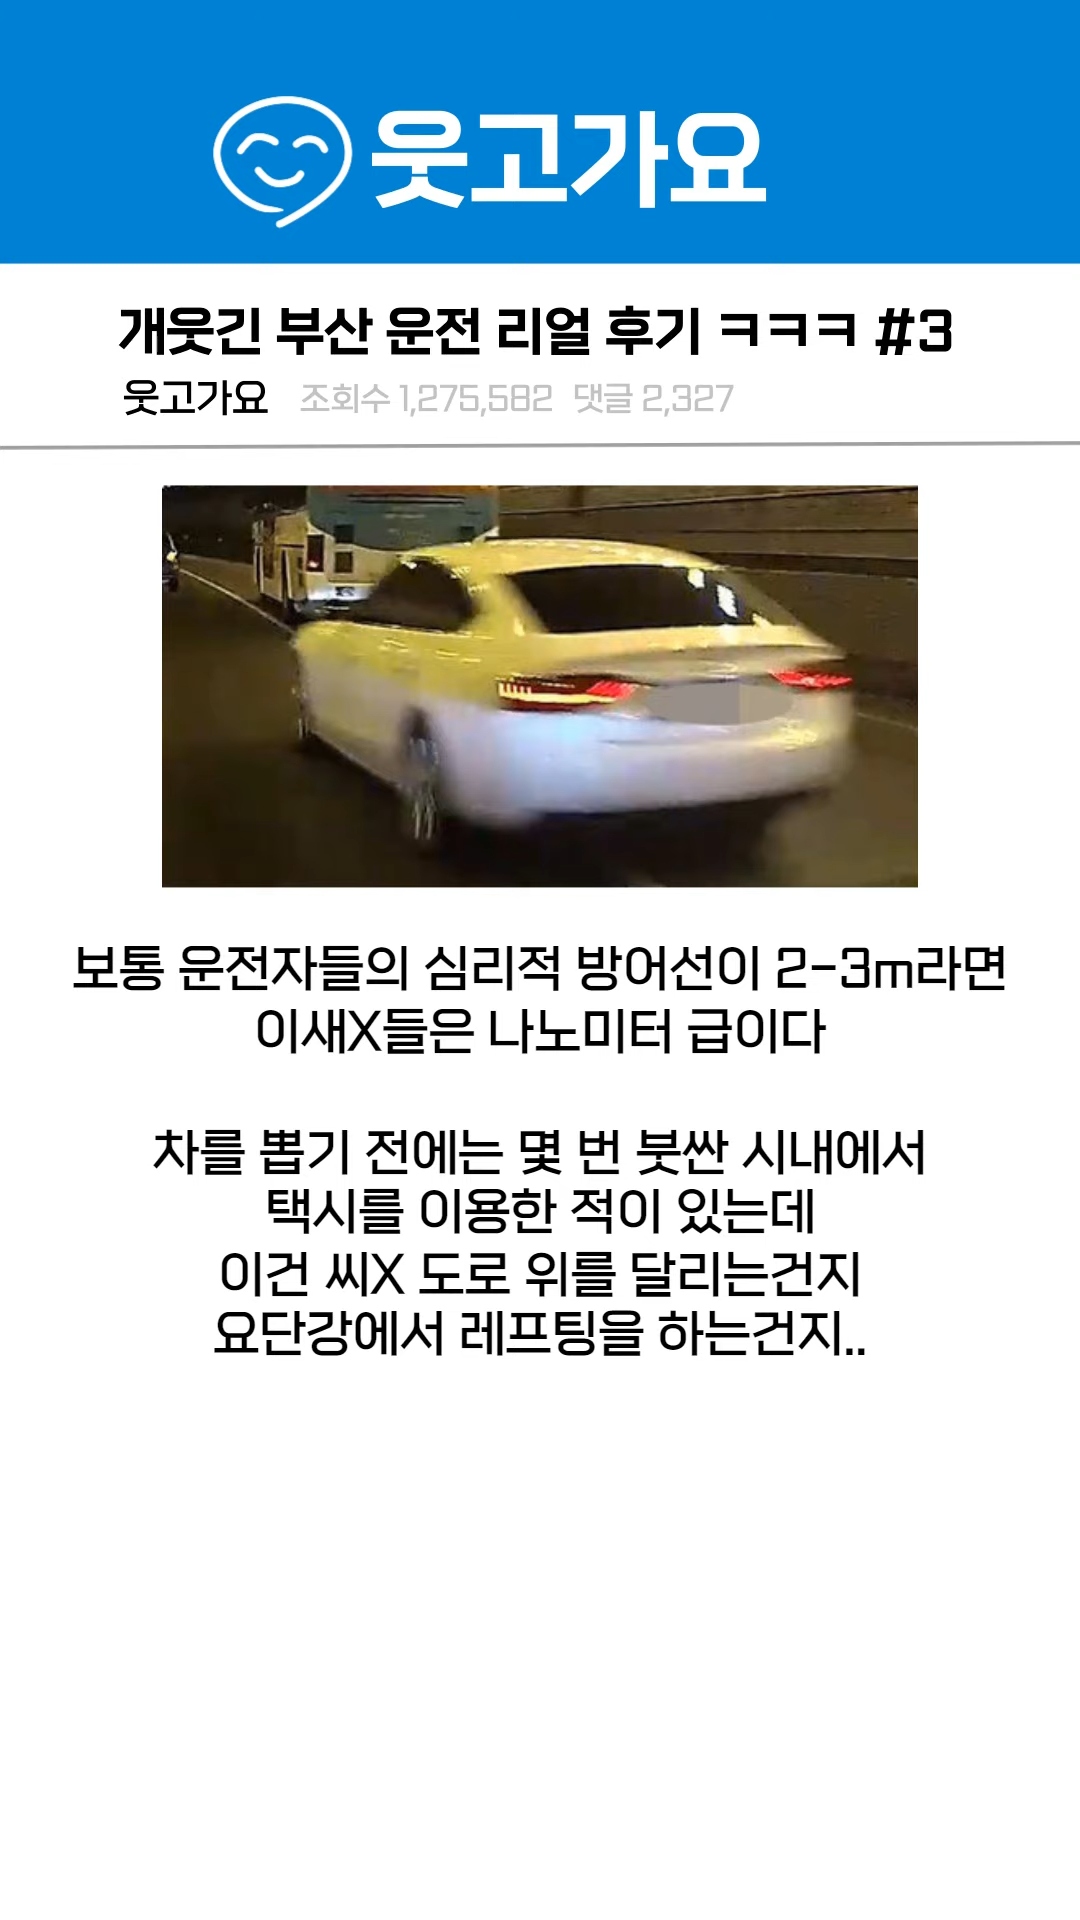 웃고가요
개웃긴 부산 운전 리얼 후기 ㅋㅋㅋ #3
웃고가요 조회수 1,275,582 댓글 2,327
보통 운전자들의 심리적 방어선이 2-3m라면
이새X들은 나노미터 급이다
차를 뽑기 전에는 몇 번 붓싼 시내에서
택시를 이용한 적이 있는데
이건 씨X 도로 위를 달리는건지
요단강에서 레프팅을 하는건지..